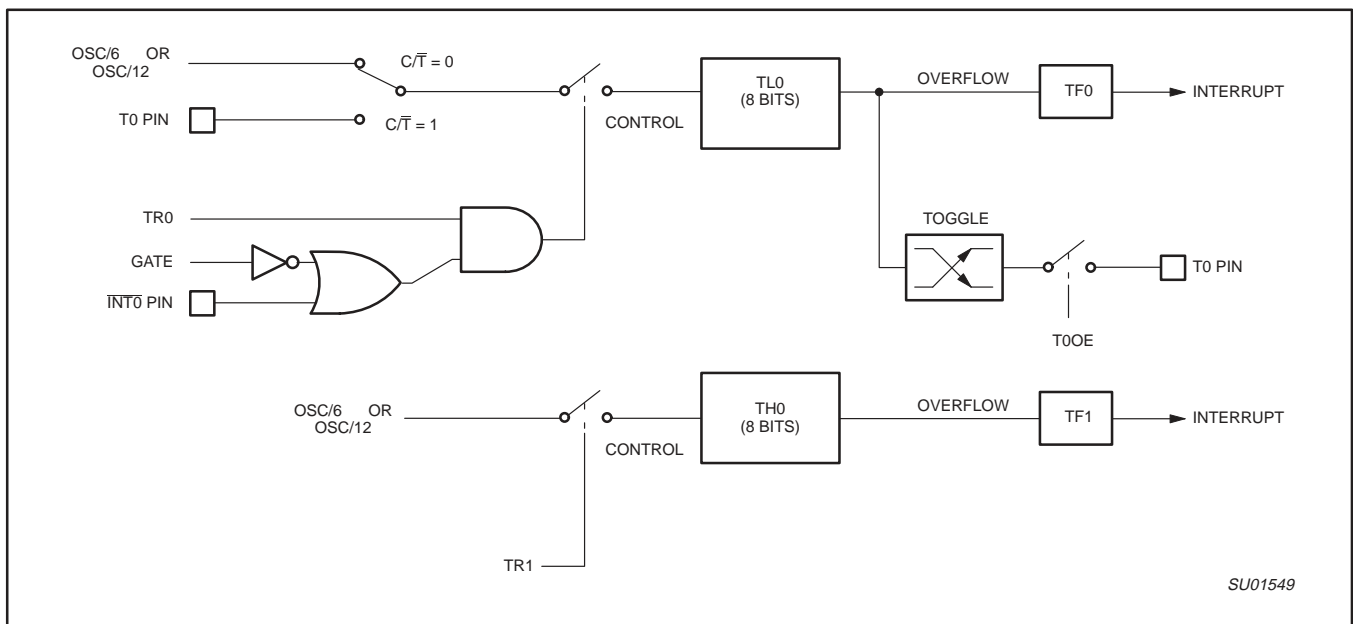 OSC/6 OR
OSC/12
C/T̅ = 0
T0 PIN
C/T̅ = 1
CONTROL
TL0
(8 BITS)
OVERFLOW
TF0
INTERRUPT
TR0
GATE
I̅N̅T̅0̅ PIN
TOGGLE
T0 PIN
T0OE
OSC/6 OR
OSC/12
CONTROL
TH0
(8 BITS)
OVERFLOW
TF1
INTERRUPT
TR1
SU01549